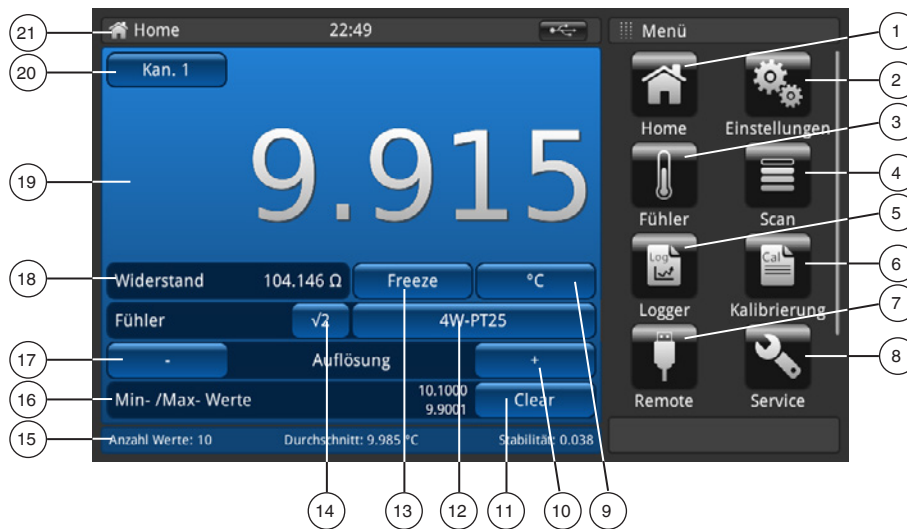 Home 22:49
Kan. 1
9.915
Widerstand 104.146 Ω Freeze °C
Fühler √2 4W-PT25
- Auflösung +
Min- /Max- Werte 10.1000 9.9001 Clear
Anzahl Werte: 10 Durchschnitt: 9.985 °C Stabilität: 0.038
Menü
Home Einstellungen
Fühler Scan
Log Cal
Logger Kalibrierung
Remote Service
1
2
3
4
5
6
7
8
9
10
11
12
13
14
15
16
17
18
19
20
21